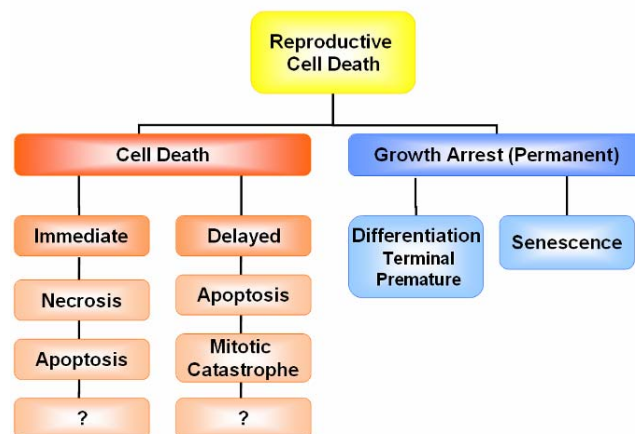 Reproductive
Cell Death
Cell Death
Growth Arrest (Permanent)
Immediate
Delayed
Differentiation
Terminal
Premature
Senescence
Necrosis
Apoptosis
Apoptosis
Mitotic
Catastrophe
?
?